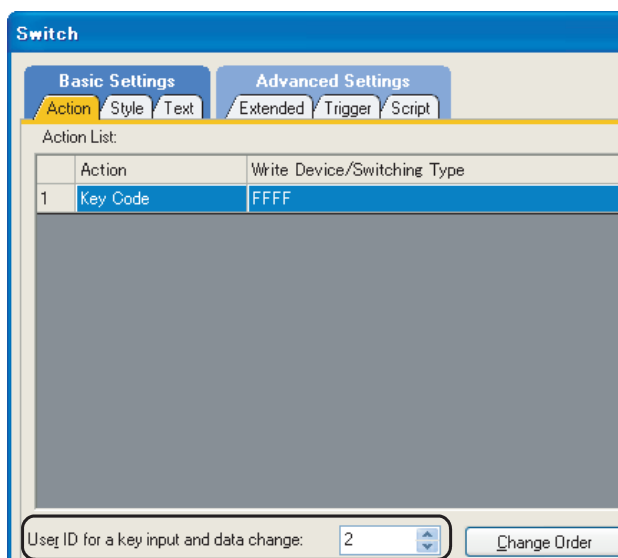 Switch
Basic Settings Advanced Settings
Action Style Text Extended Trigger Script
Action List:
Action Write Device/Switching Type
1 Key Code FFFF
User ID for a key input and data change: 2 Change Order